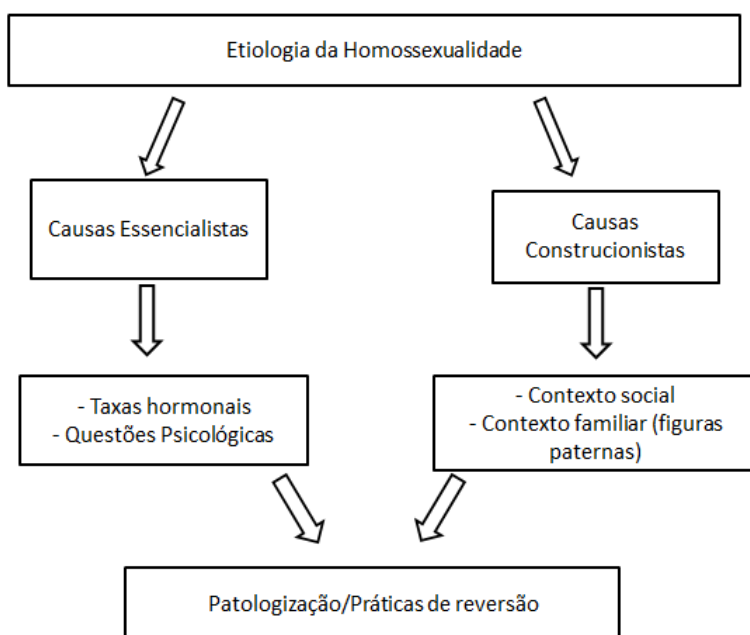 Etiologia da Homossexualidade
Causas Essencialistas
Causas
Construcionistas
- Taxas hormonais
- Questões Psicológicas
- Contexto social
- Contexto familiar (figuras
paternas)
Patologização/Práticas de reversão